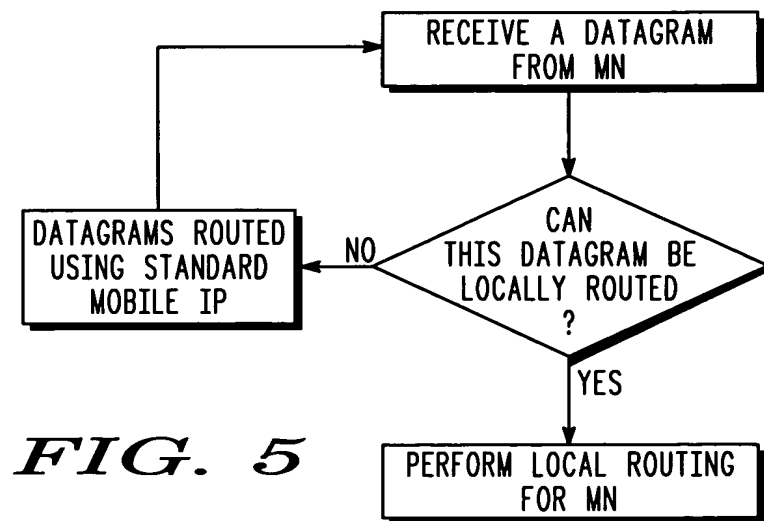 RECEIVE A DATAGRAM
FROM MN
CAN
THIS DATAGRAM BE
LOCALLY ROUTED
?
NO
DATAGRAMS ROUTED
USING STANDARD
MOBILE IP
YES
PERFORM LOCAL ROUTING
FOR MN
FIG. 5